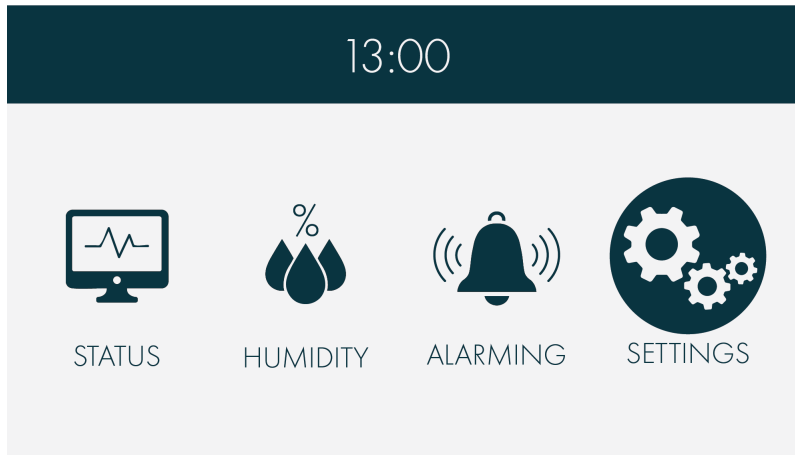 13:00
%
STATUS
HUMIDITY
ALARMING
SETTINGS